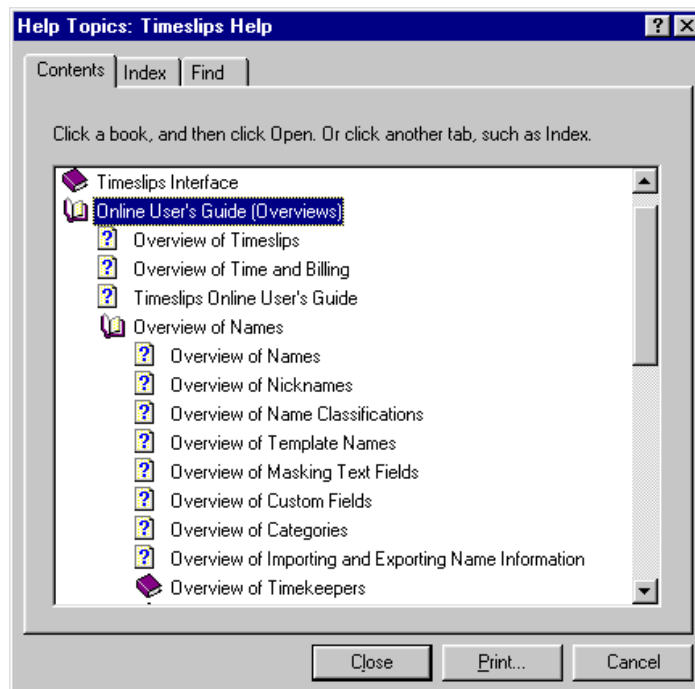 Help Topics: Timeslips Help
Contents Index Find
Click a book, and then click Open. Or click another tab, such as Index.
Timeslips Interface
Online User's Guide (Overviews)
Overview of Timeslips
Overview of Time and Billing
Timeslips Online User's Guide
Overview of Names
Overview of Names
Overview of Nicknames
Overview of Name Classifications
Overview of Template Names
Overview of Masking Text Fields
Overview of Custom Fields
Overview of Categories
Overview of Importing and Exporting Name Information
Overview of Timekeepers
Close Print... Cancel